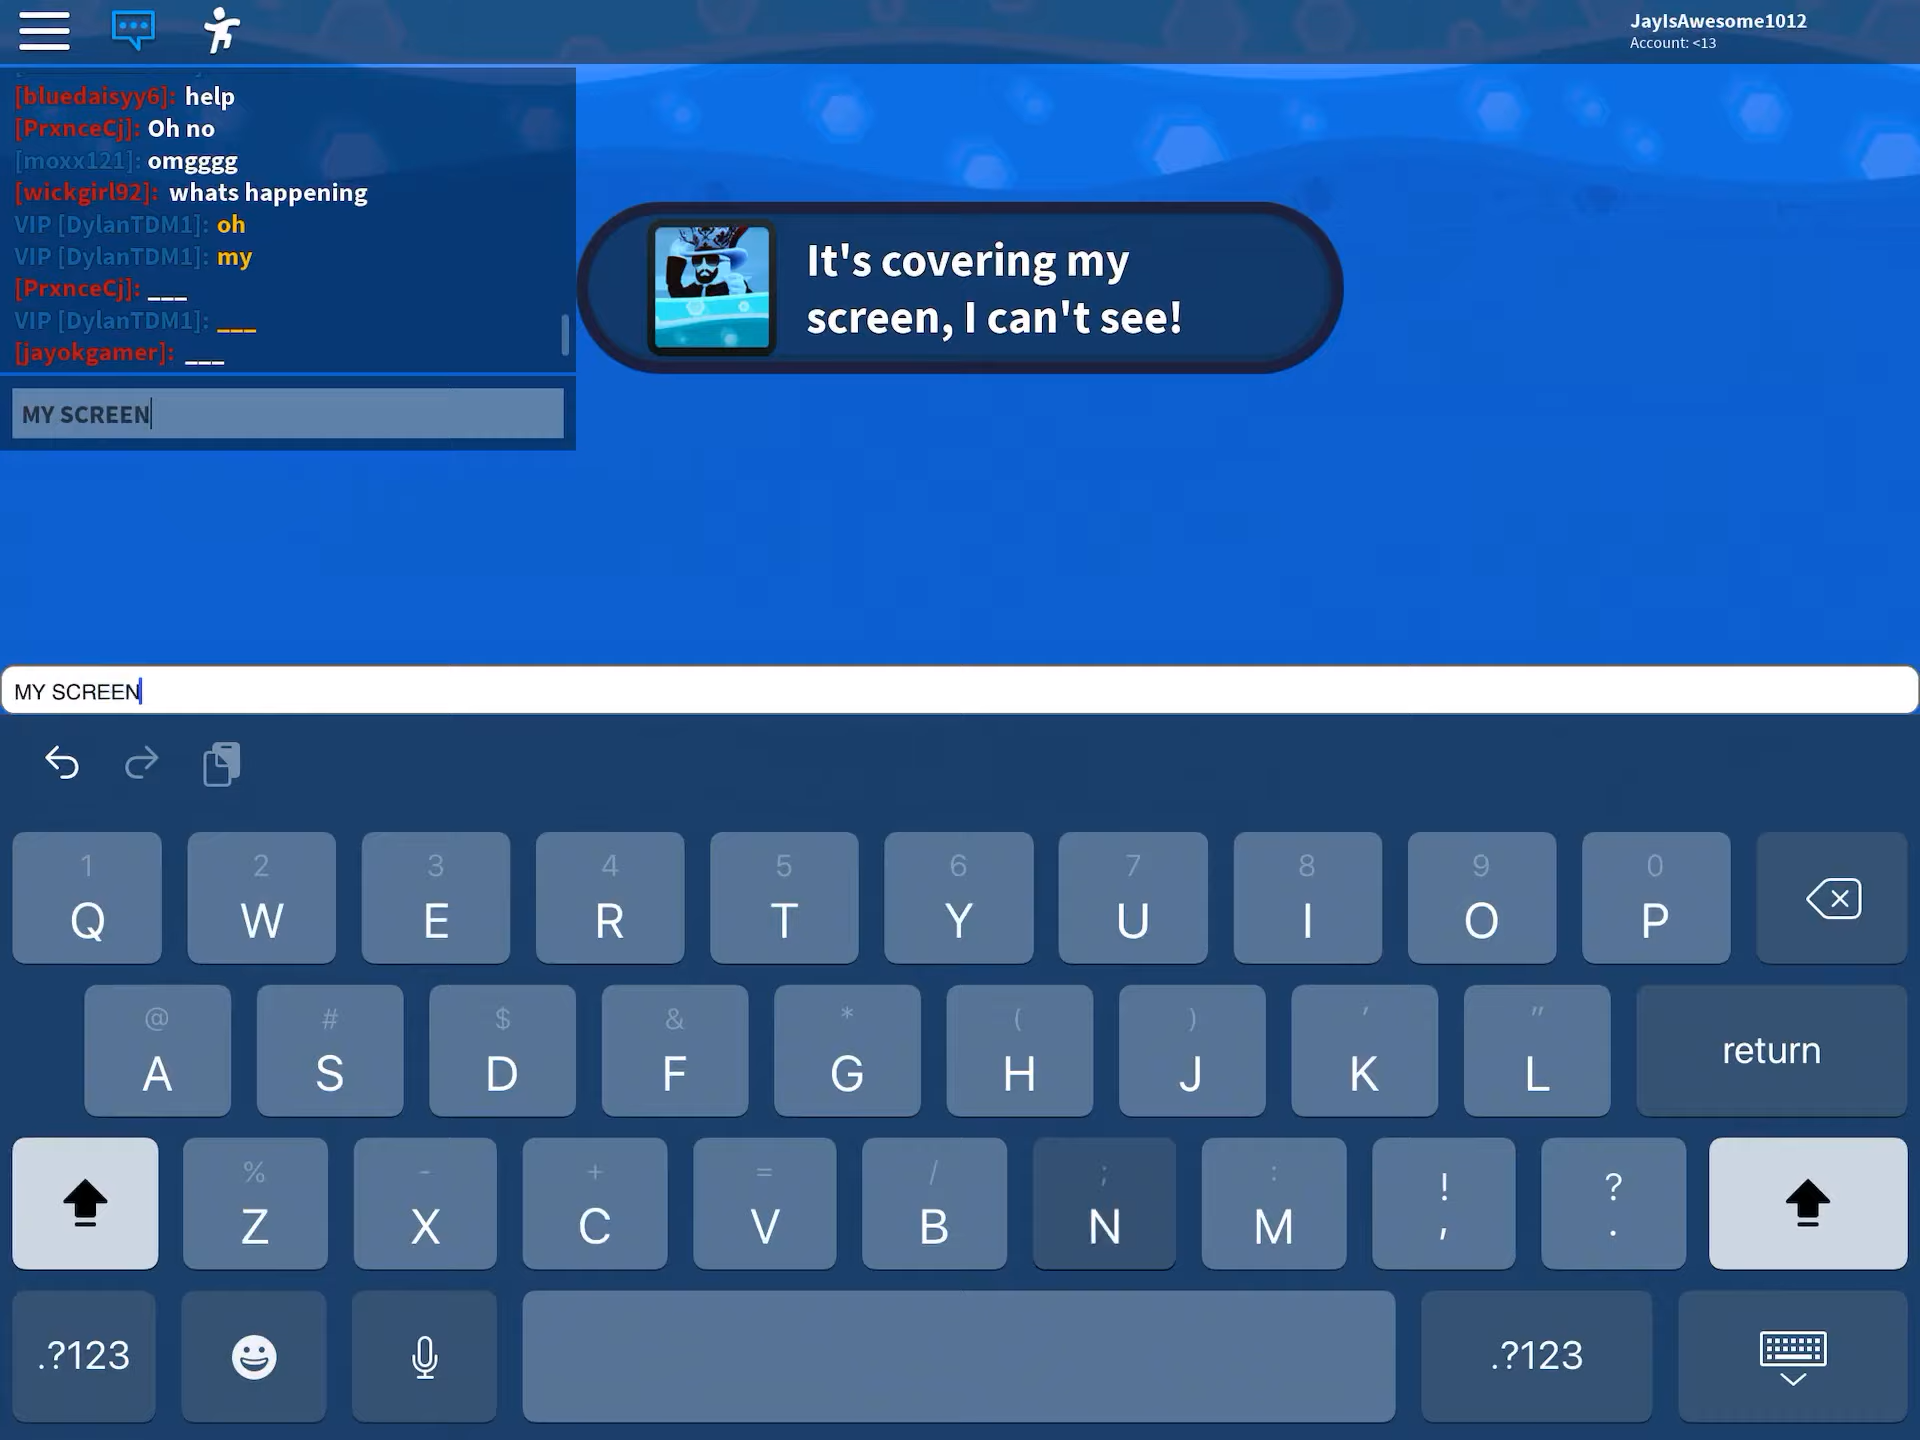 JayIsAwesome1012
Account: <13
[bluedaisyy6]: help
[PrxnceCj]: Oh no
[moxx121]: omgggg
[wickgirl92]: whats happening
VIP [DylanTDM1]: oh
VIP [DylanTDM1]: my
[PrxnceCj]: ___
VIP [DylanTDM1]: ___
[jayokgamer]: ___
MY SCREEN
It's covering my
screen, I can't see!
MY SCREEN
1 2 3 4 5 6 7 8 9 0
Q W E R T Y U I O P
@ # $ & * ( ) ' "
A S D F G H J K L return
% - + = / ; : ! ?
Z X C V B N M , .
.?123 .?123